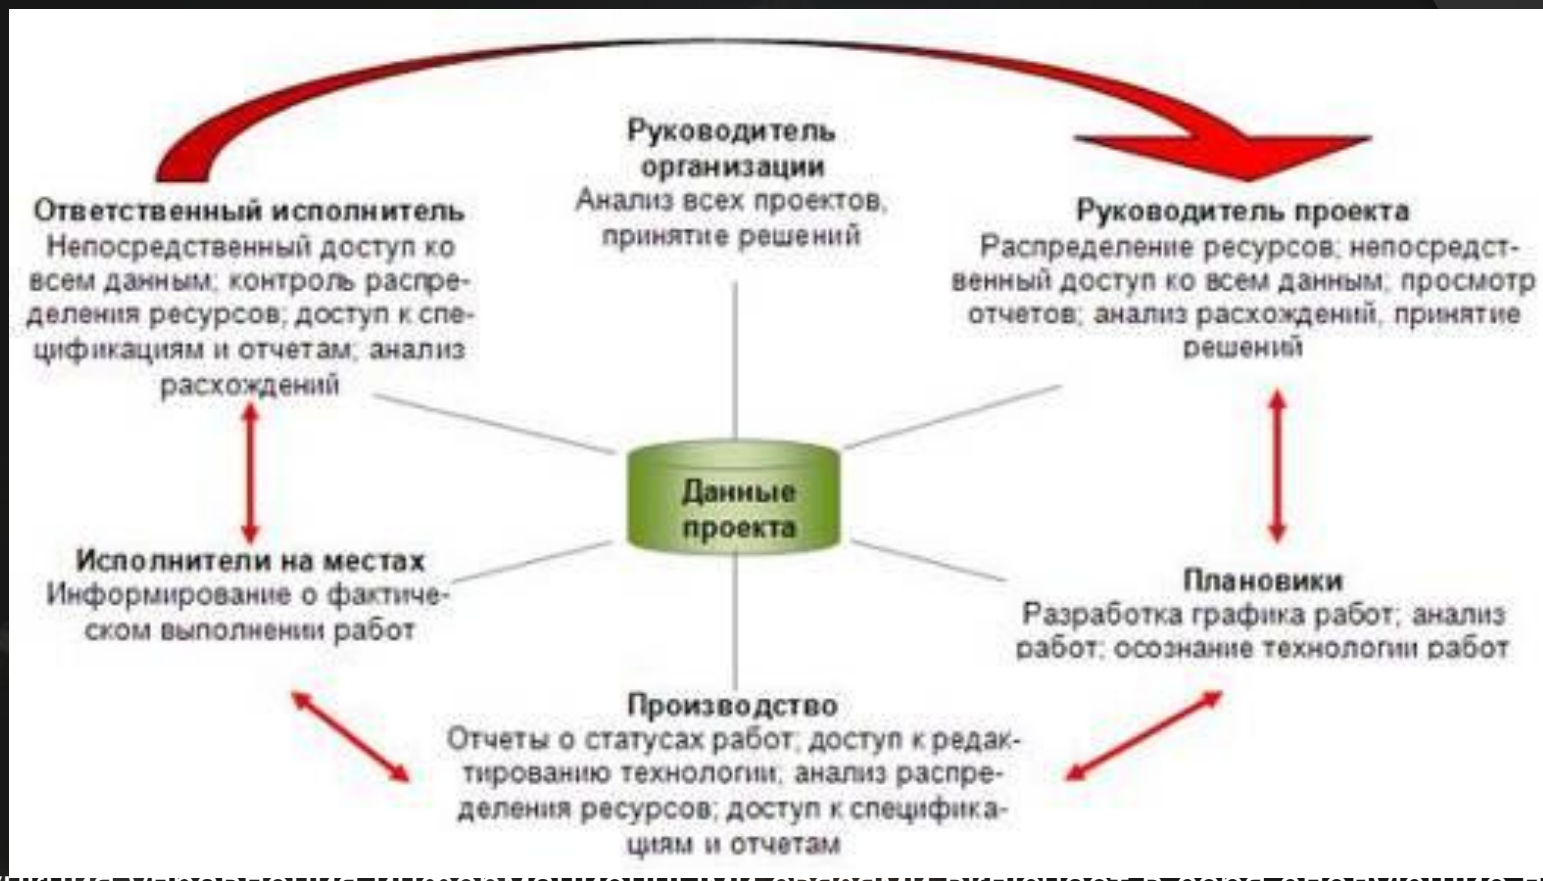 Руководитель
организации
Анализ всех проектов,
принятие решений
Ответственный исполнитель
Непосредственный доступ ко
всем данным; контроль распре-
деления ресурсов; доступ к спе-
цификациям и отчетам; анализ
расхождений
Руководитель проекта
Распределение ресурсов; непосредст-
венный доступ ко всем данным; просмотр
отчетов; анализ расхождений, принятие
решений
Данные
проекта
Исполнители на местах
Информирование о фактиче-
ском выполнении работ
Плановики
Разработка графика работ; анализ
работ; осознание технологии работ
Производство
Отчеты о статусах работ; доступ к редак-
тированию технологии; анализ распре-
деления ресурсов; доступ к специфика-
циям и отчетам